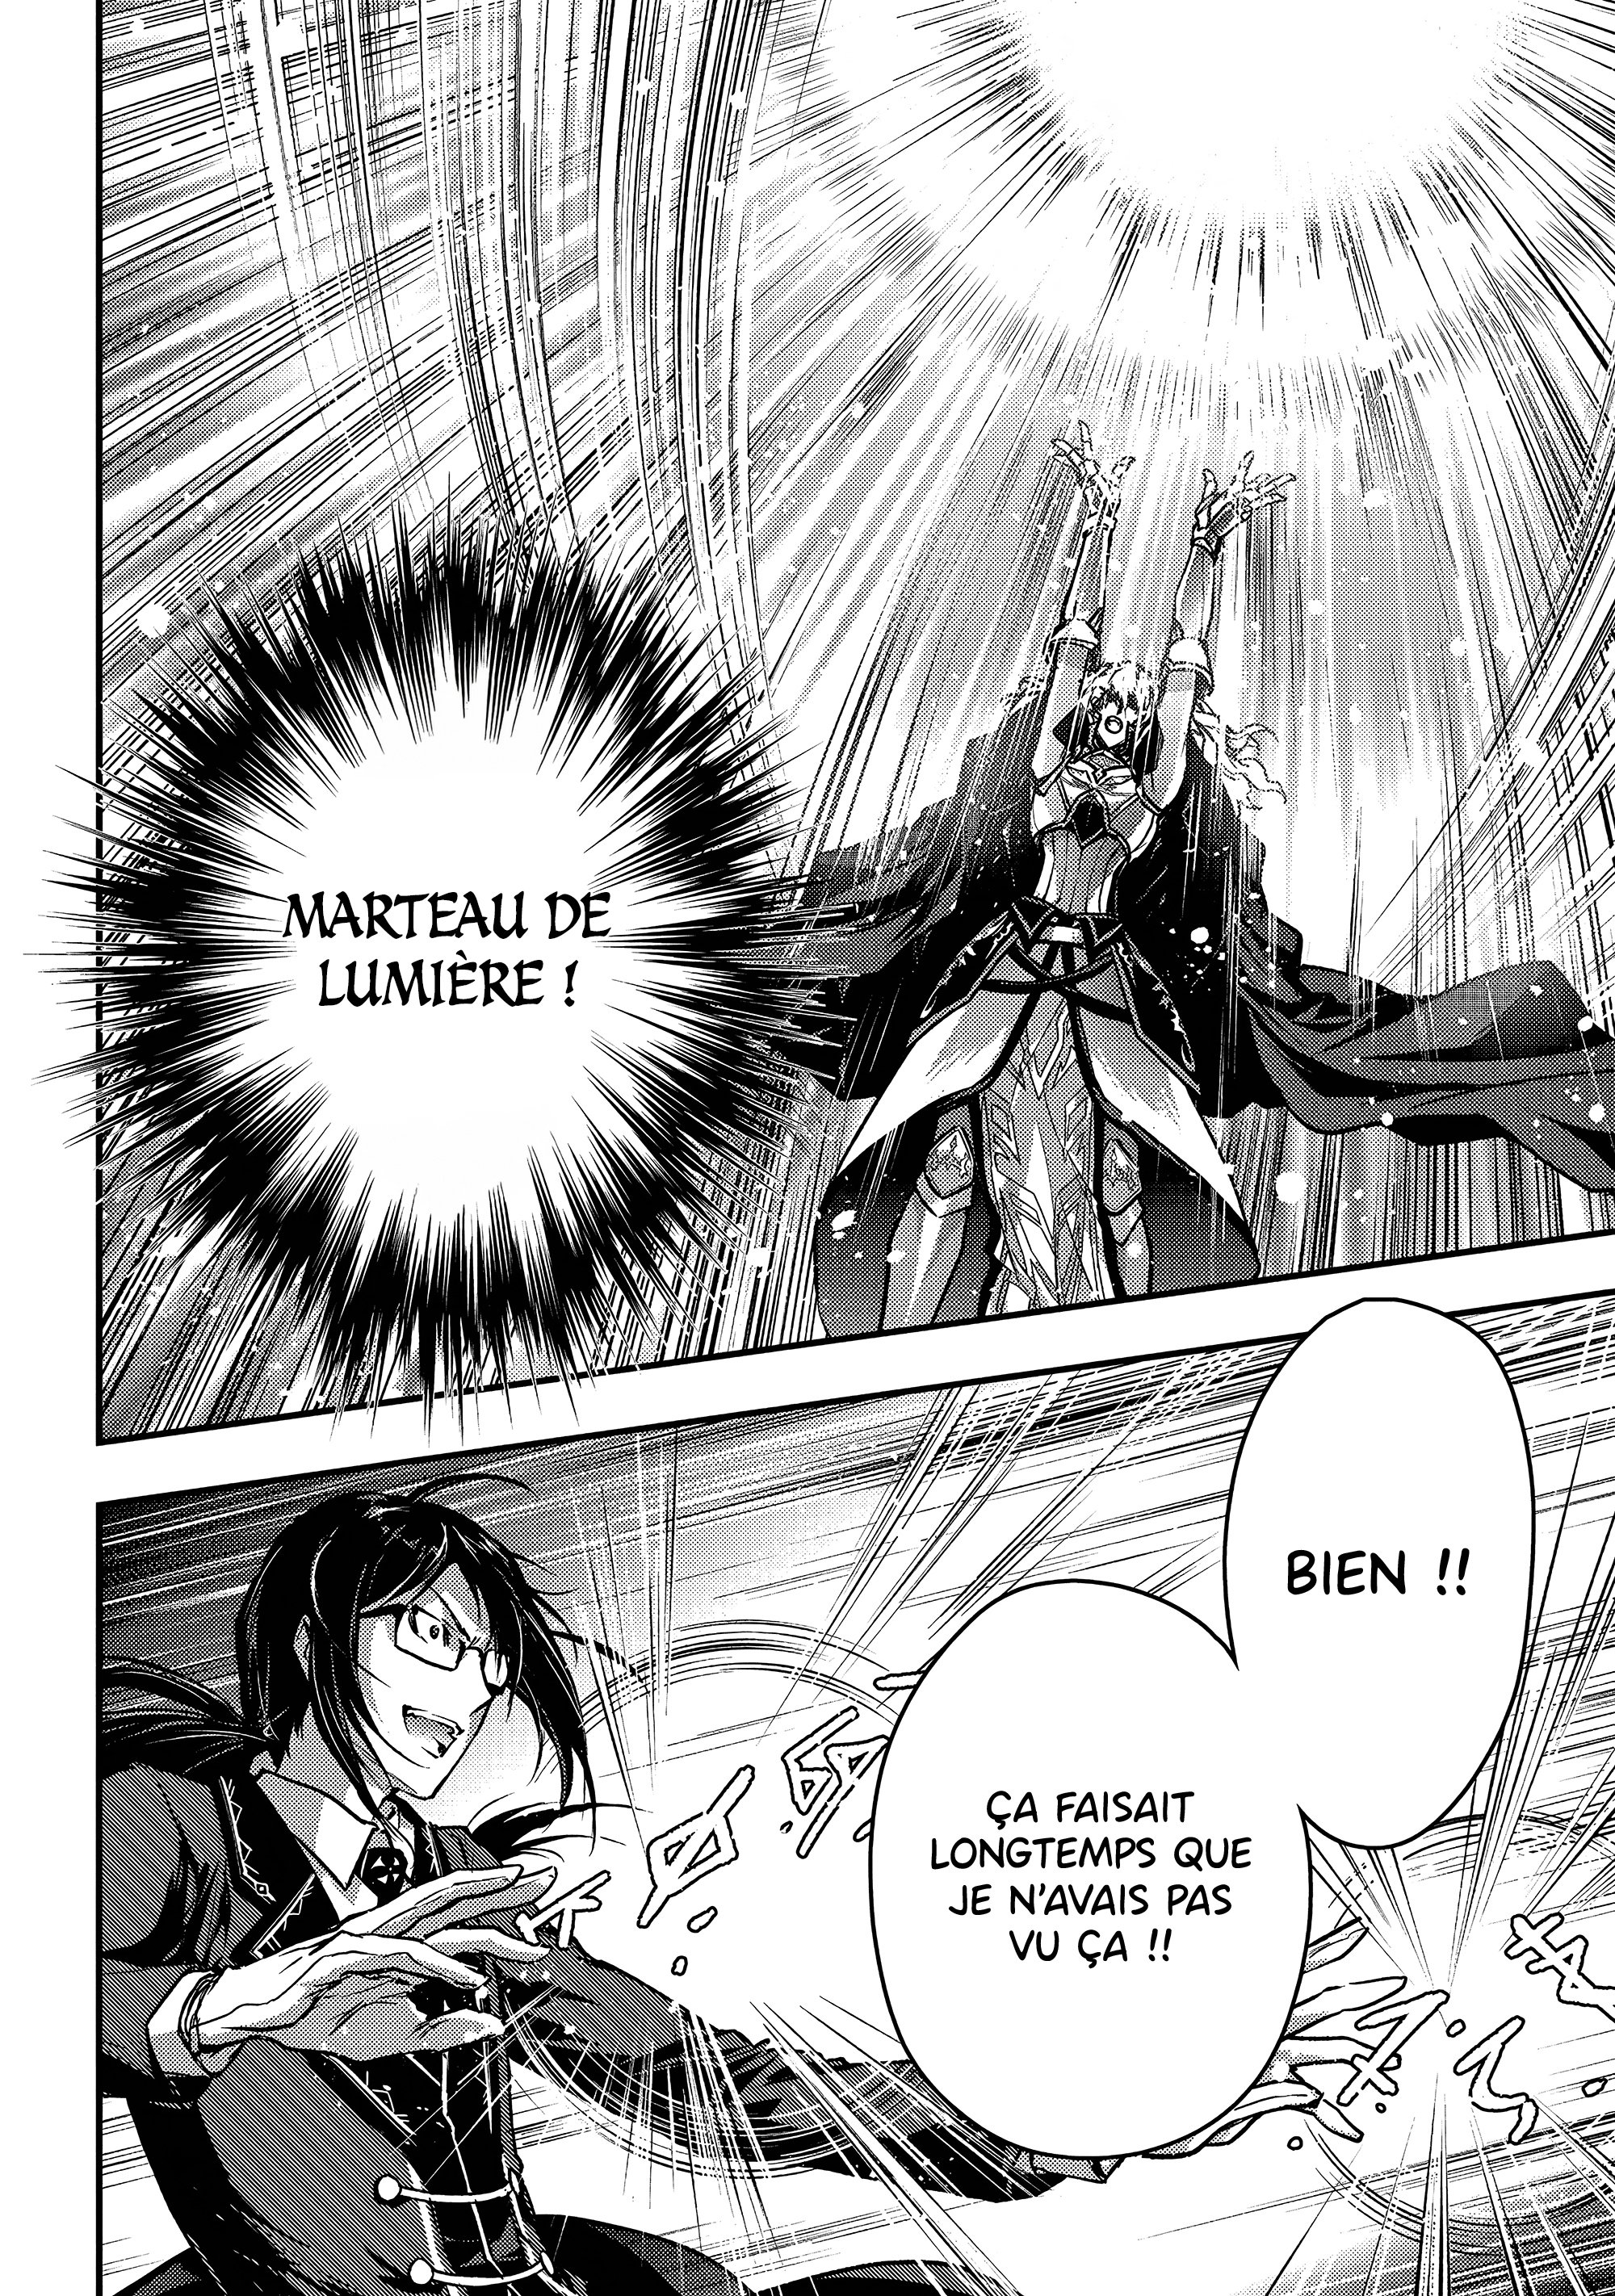 MARTEAU DE
LUMIÈRE !
BIEN !!
ÇA FAISAIT
LONGTEMPS QUE
JE N'AVAIS PAS
VU ÇA !!